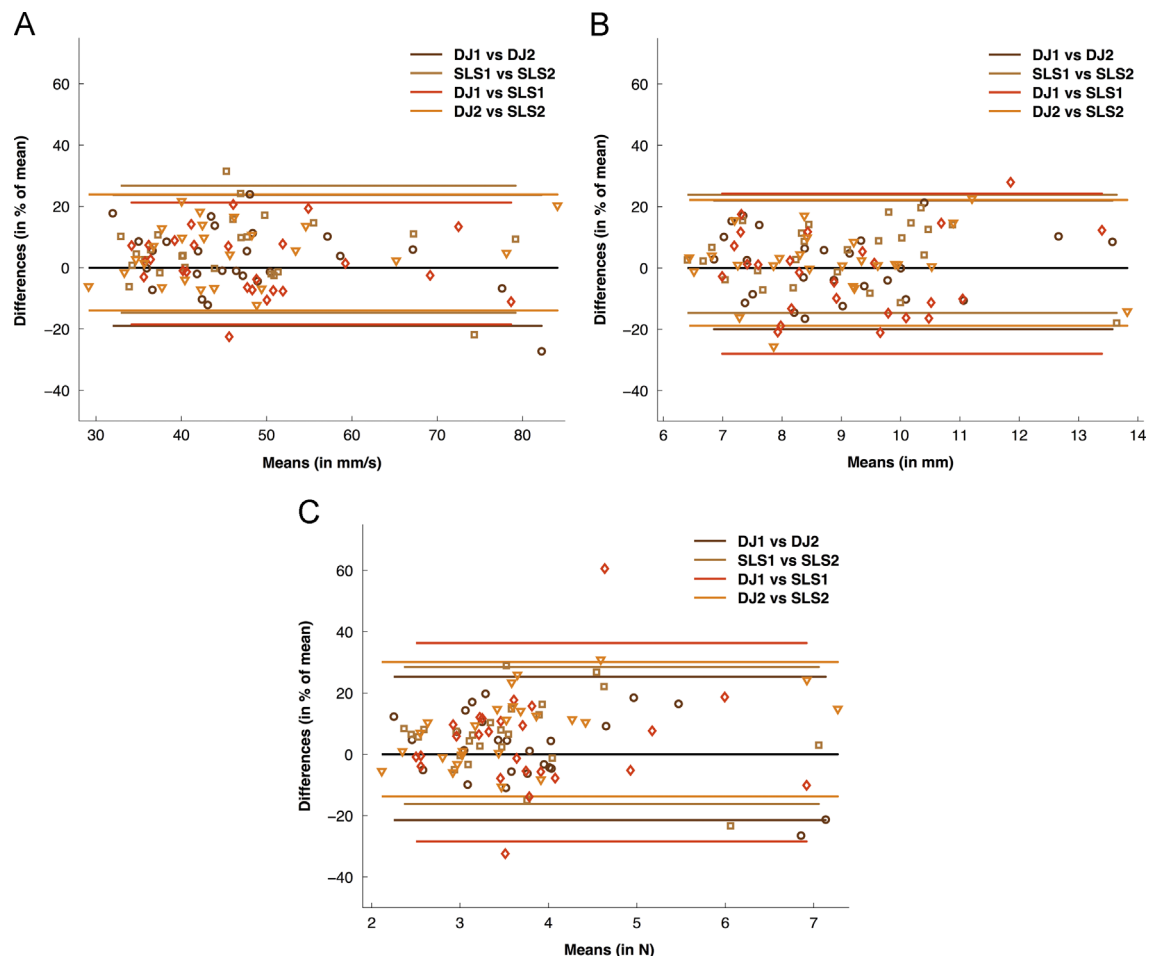 A
DJ1 vs DJ2
SLS1 vs SLS2
DJ1 vs SLS1
DJ2 vs SLS2
Differences (in % of mean)
60
40
20
0
−20
−40
30 40 50 60 70 80
Means (in mm/s)
B
DJ1 vs DJ2
SLS1 vs SLS2
DJ1 vs SLS1
DJ2 vs SLS2
Differences (in % of mean)
60
40
20
0
−20
−40
6 7 8 9 10 11 12 13 14
Means (in mm)
C
DJ1 vs DJ2
SLS1 vs SLS2
DJ1 vs SLS1
DJ2 vs SLS2
Differences (in % of mean)
60
40
20
0
−20
−40
2 3 4 5 6 7
Means (in N)